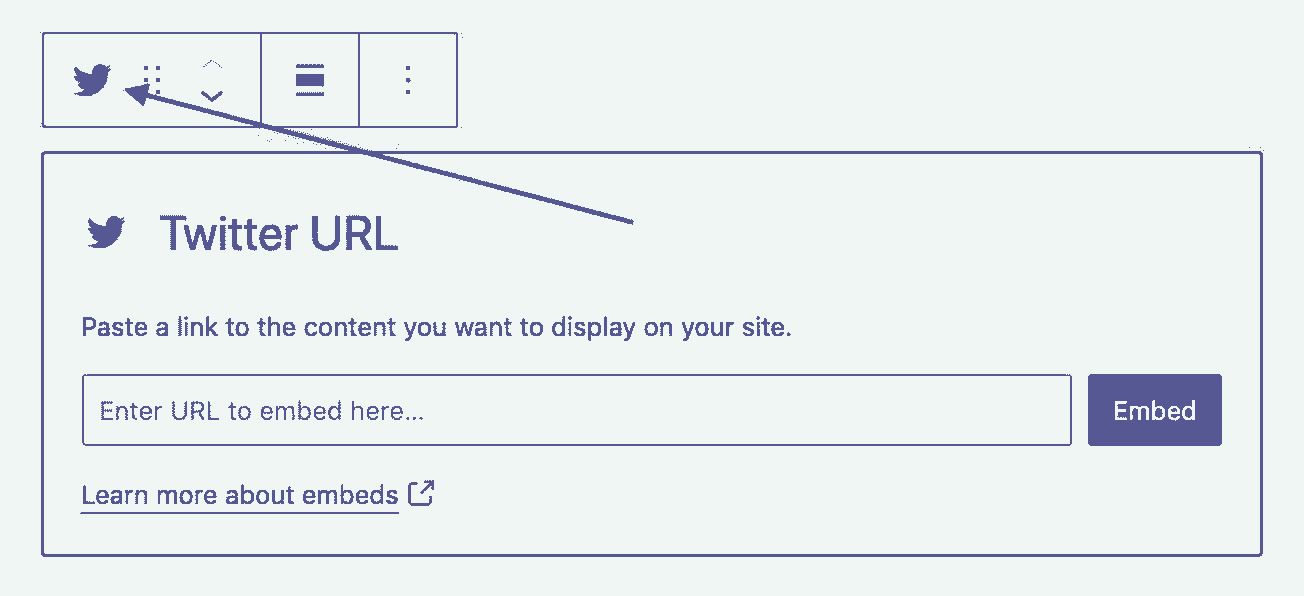 Twitter URL
Paste a link to the content you want to display on your site.
Enter URL to embed here...
Embed
Learn more about embeds